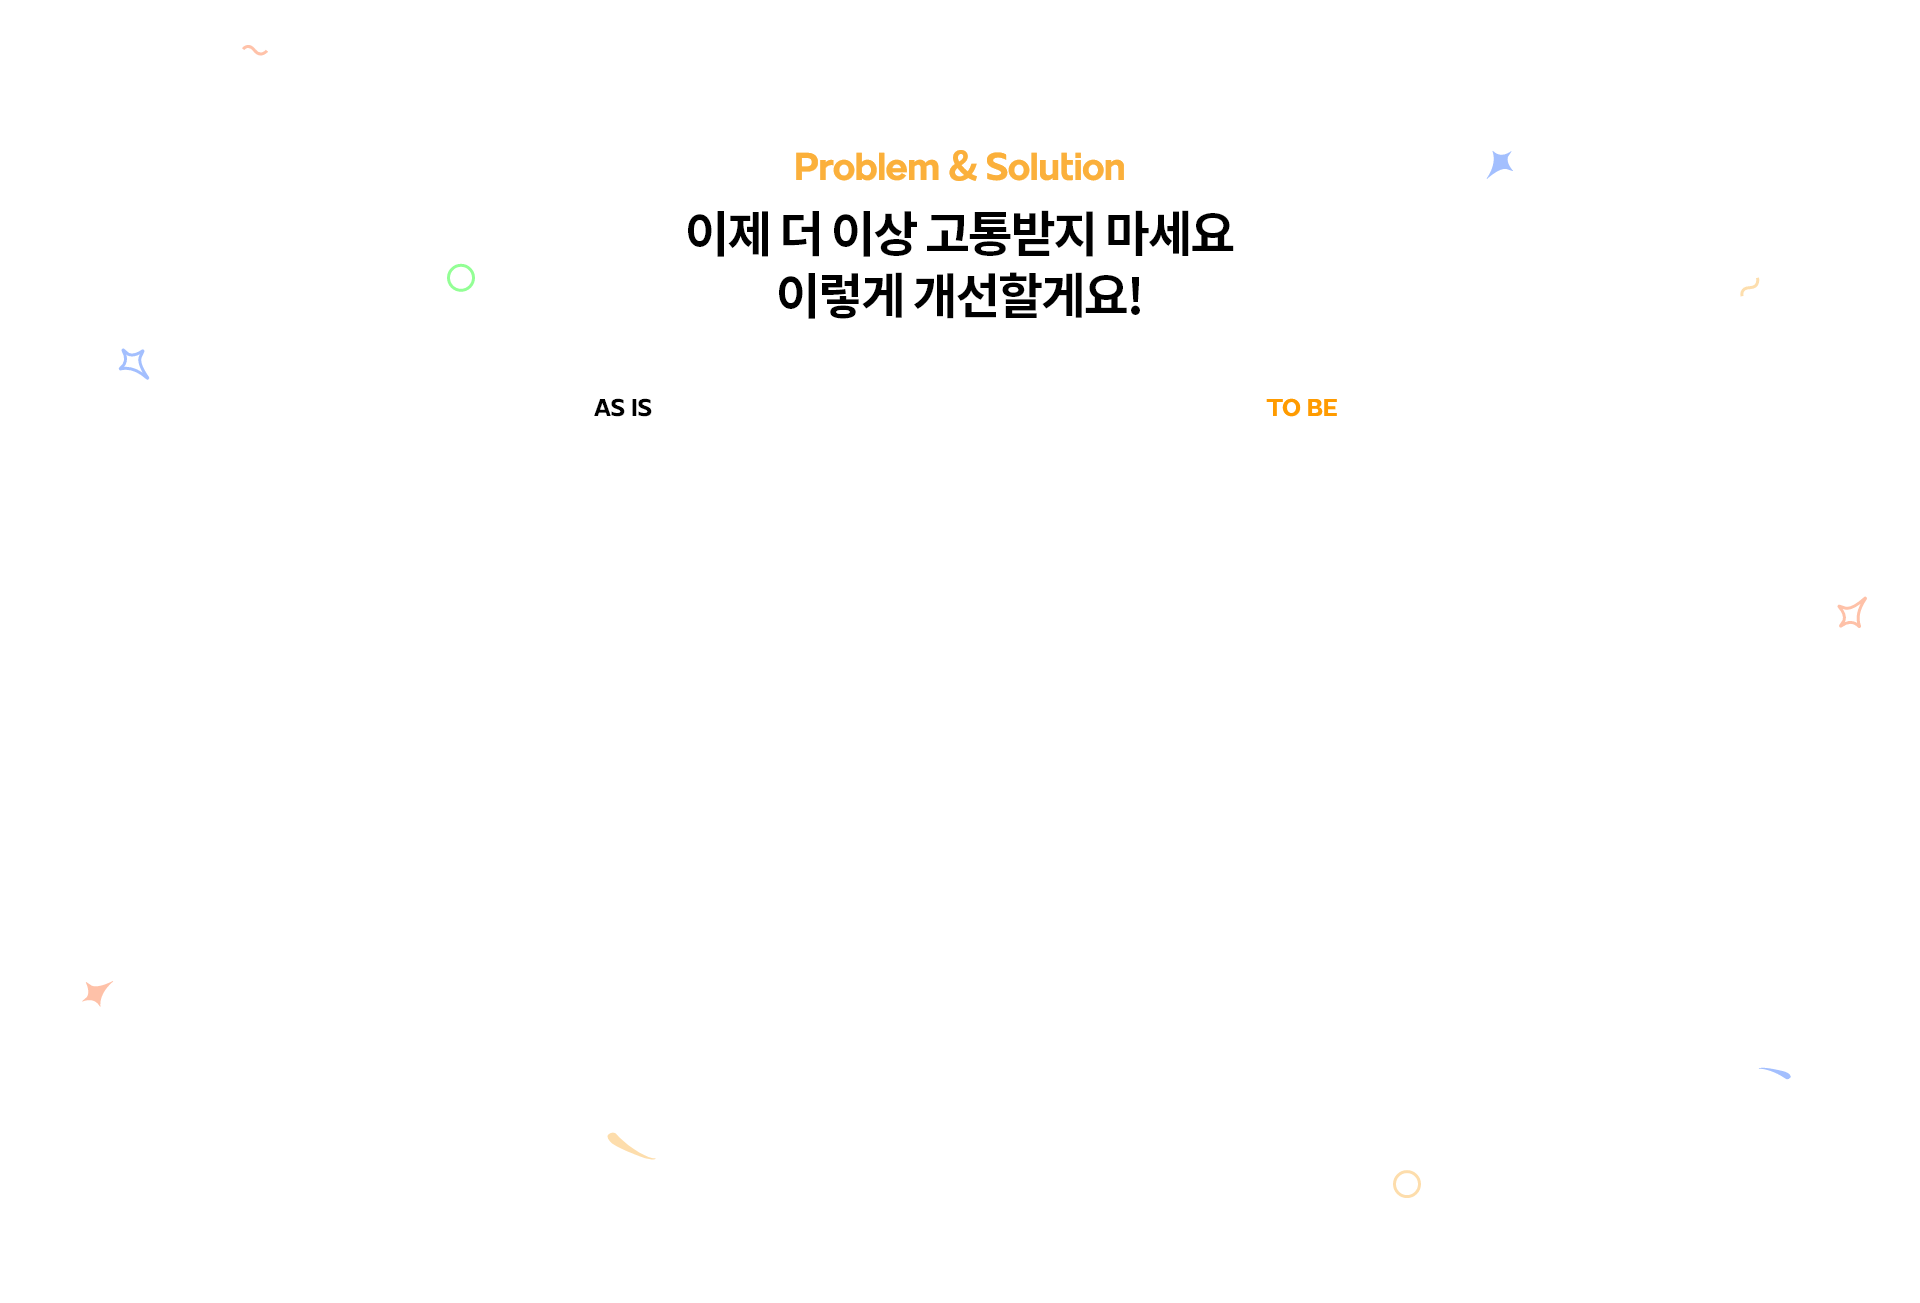 Problem & Solution
이제 더 이상 고통받지 마세요
이렇게 개선할게요!
AS IS
TO BE